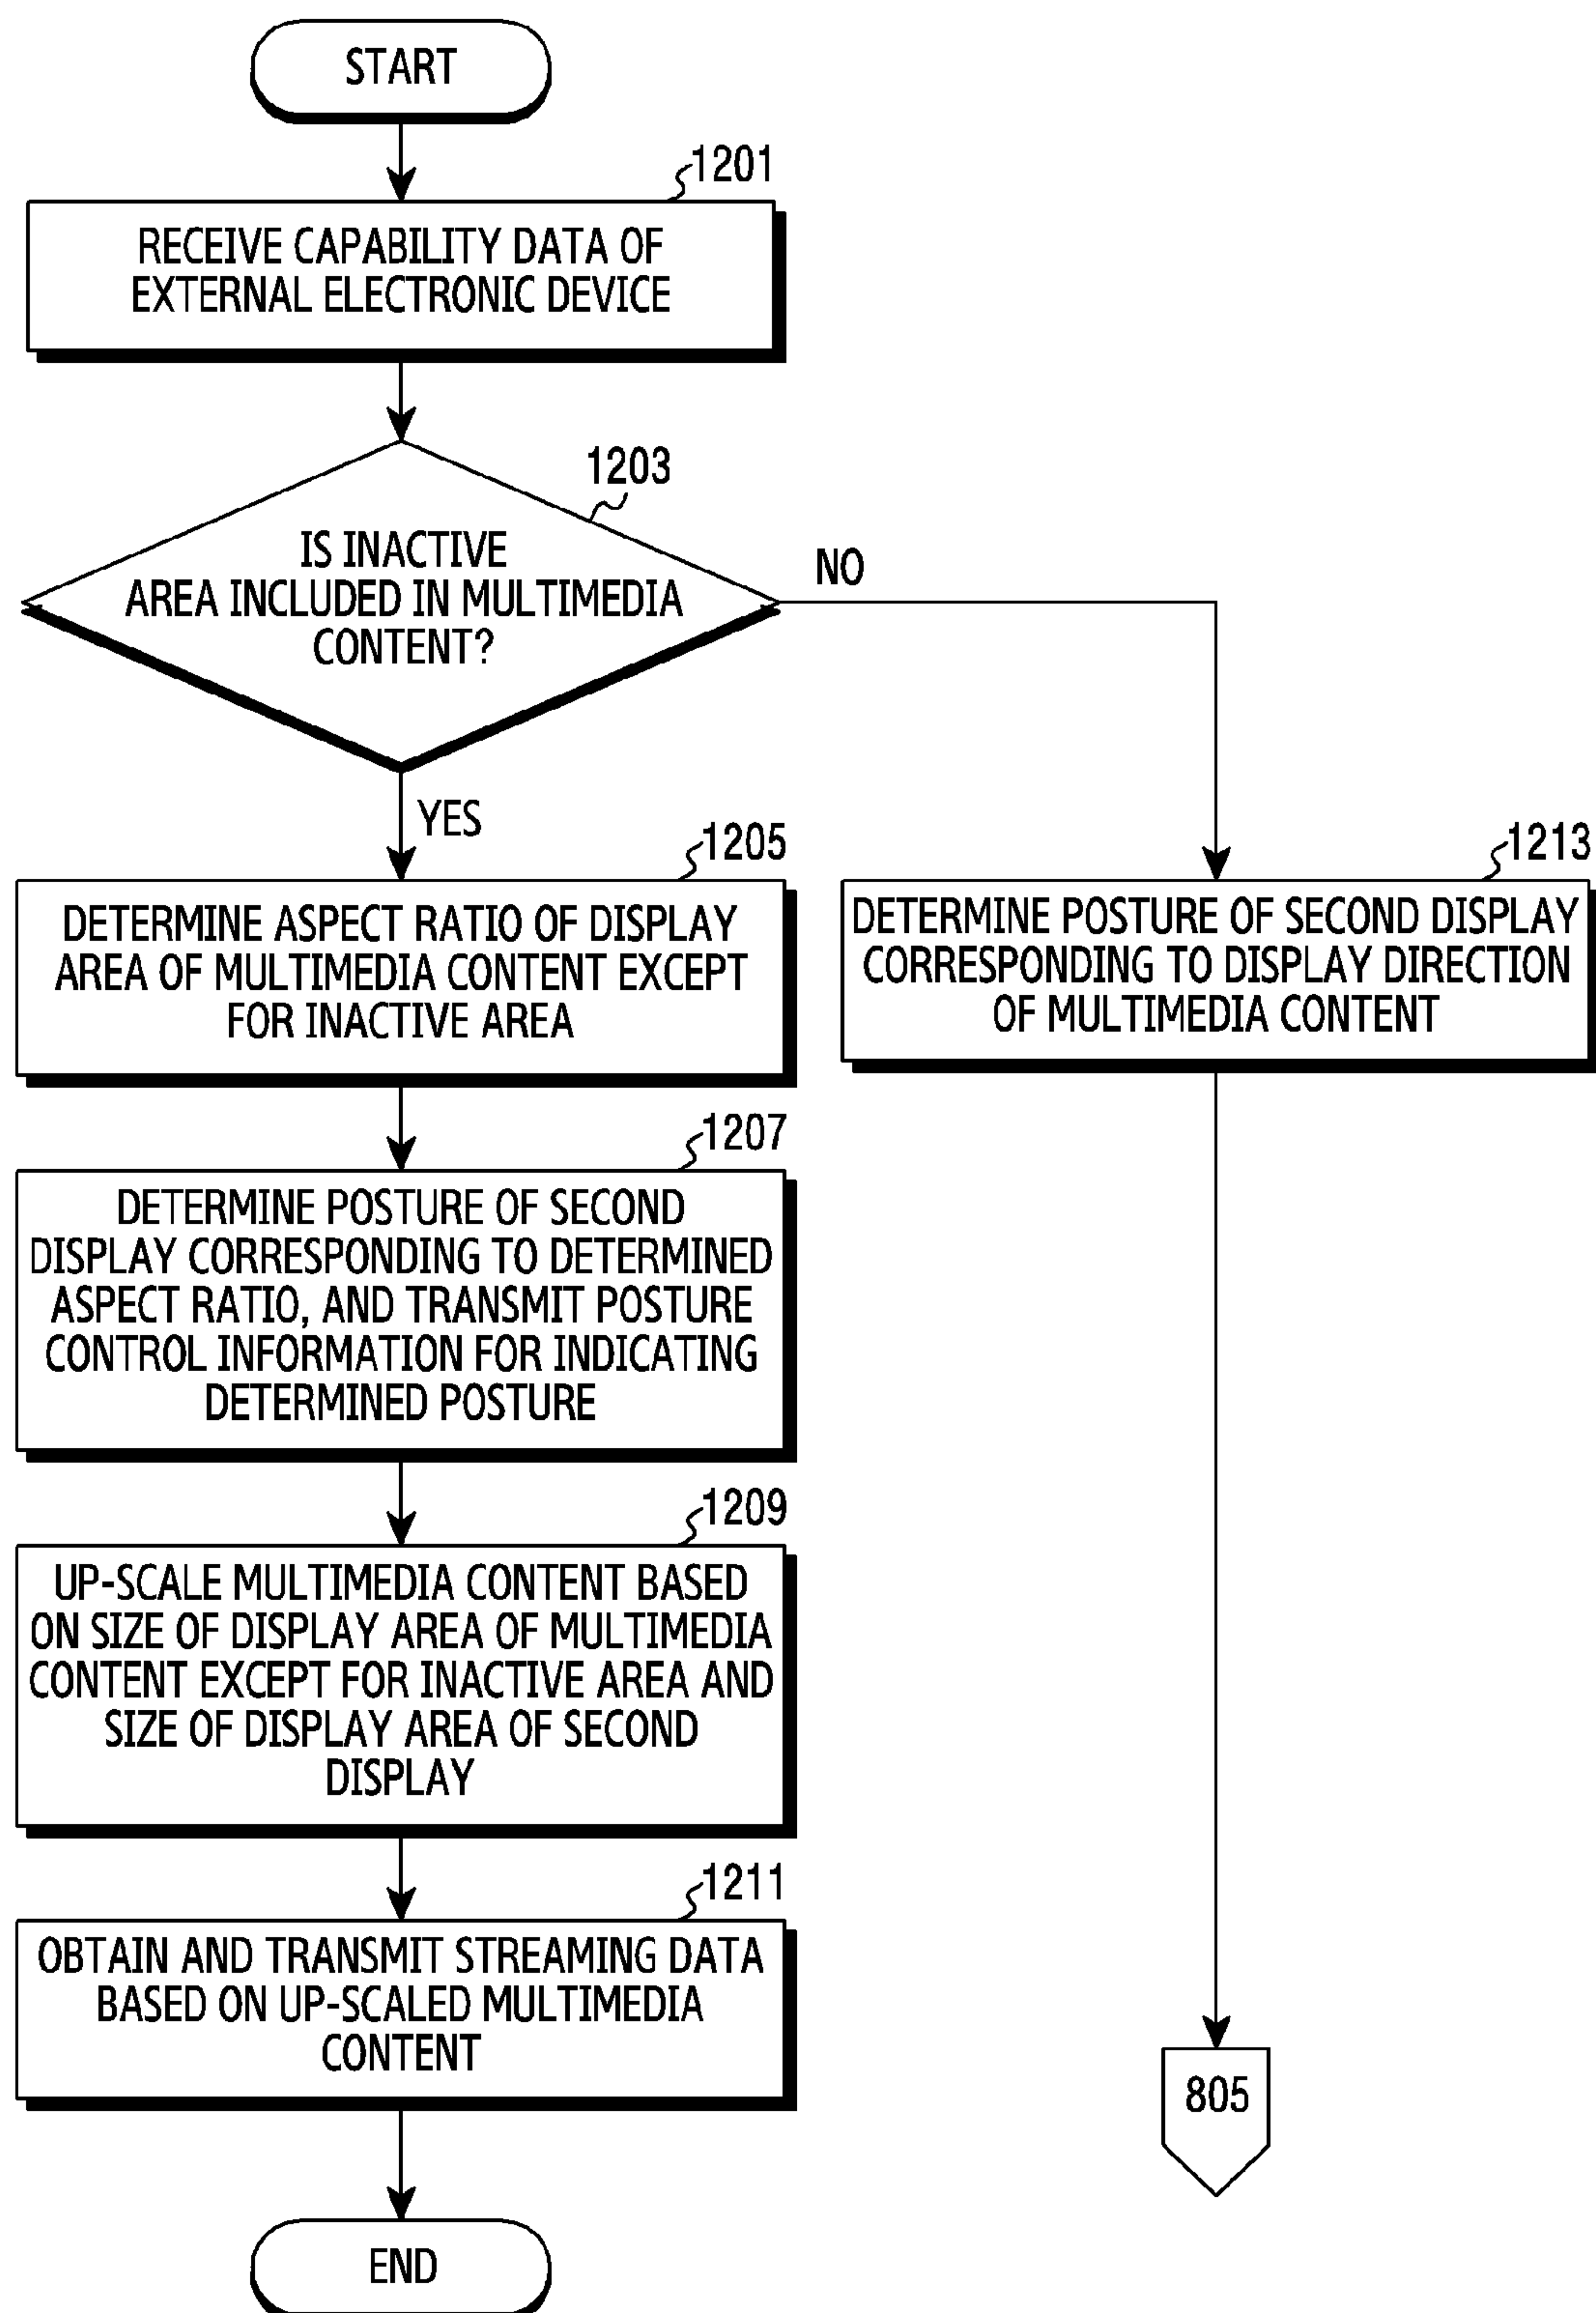 START
1201
RECEIVE CAPABILITY DATA OF
EXTERNAL ELECTRONIC DEVICE
1203
IS INACTIVE
AREA INCLUDED IN MULTIMEDIA
CONTENT?
NO
YES
1205
DETERMINE ASPECT RATIO OF DISPLAY
AREA OF MULTIMEDIA CONTENT EXCEPT
FOR INACTIVE AREA
1213
DETERMINE POSTURE OF SECOND DISPLAY
CORRESPONDING TO DISPLAY DIRECTION
OF MULTIMEDIA CONTENT
1207
DETERMINE POSTURE OF SECOND
DISPLAY CORRESPONDING TO DETERMINED
ASPECT RATIO, AND TRANSMIT POSTURE
CONTROL INFORMATION FOR INDICATING
DETERMINED POSTURE
1209
UP-SCALE MULTIMEDIA CONTENT BASED
ON SIZE OF DISPLAY AREA OF MULTIMEDIA
CONTENT EXCEPT FOR INACTIVE AREA AND
SIZE OF DISPLAY AREA OF SECOND
DISPLAY
1211
OBTAIN AND TRANSMIT STREAMING DATA
BASED ON UP-SCALED MULTIMEDIA
CONTENT
805
END